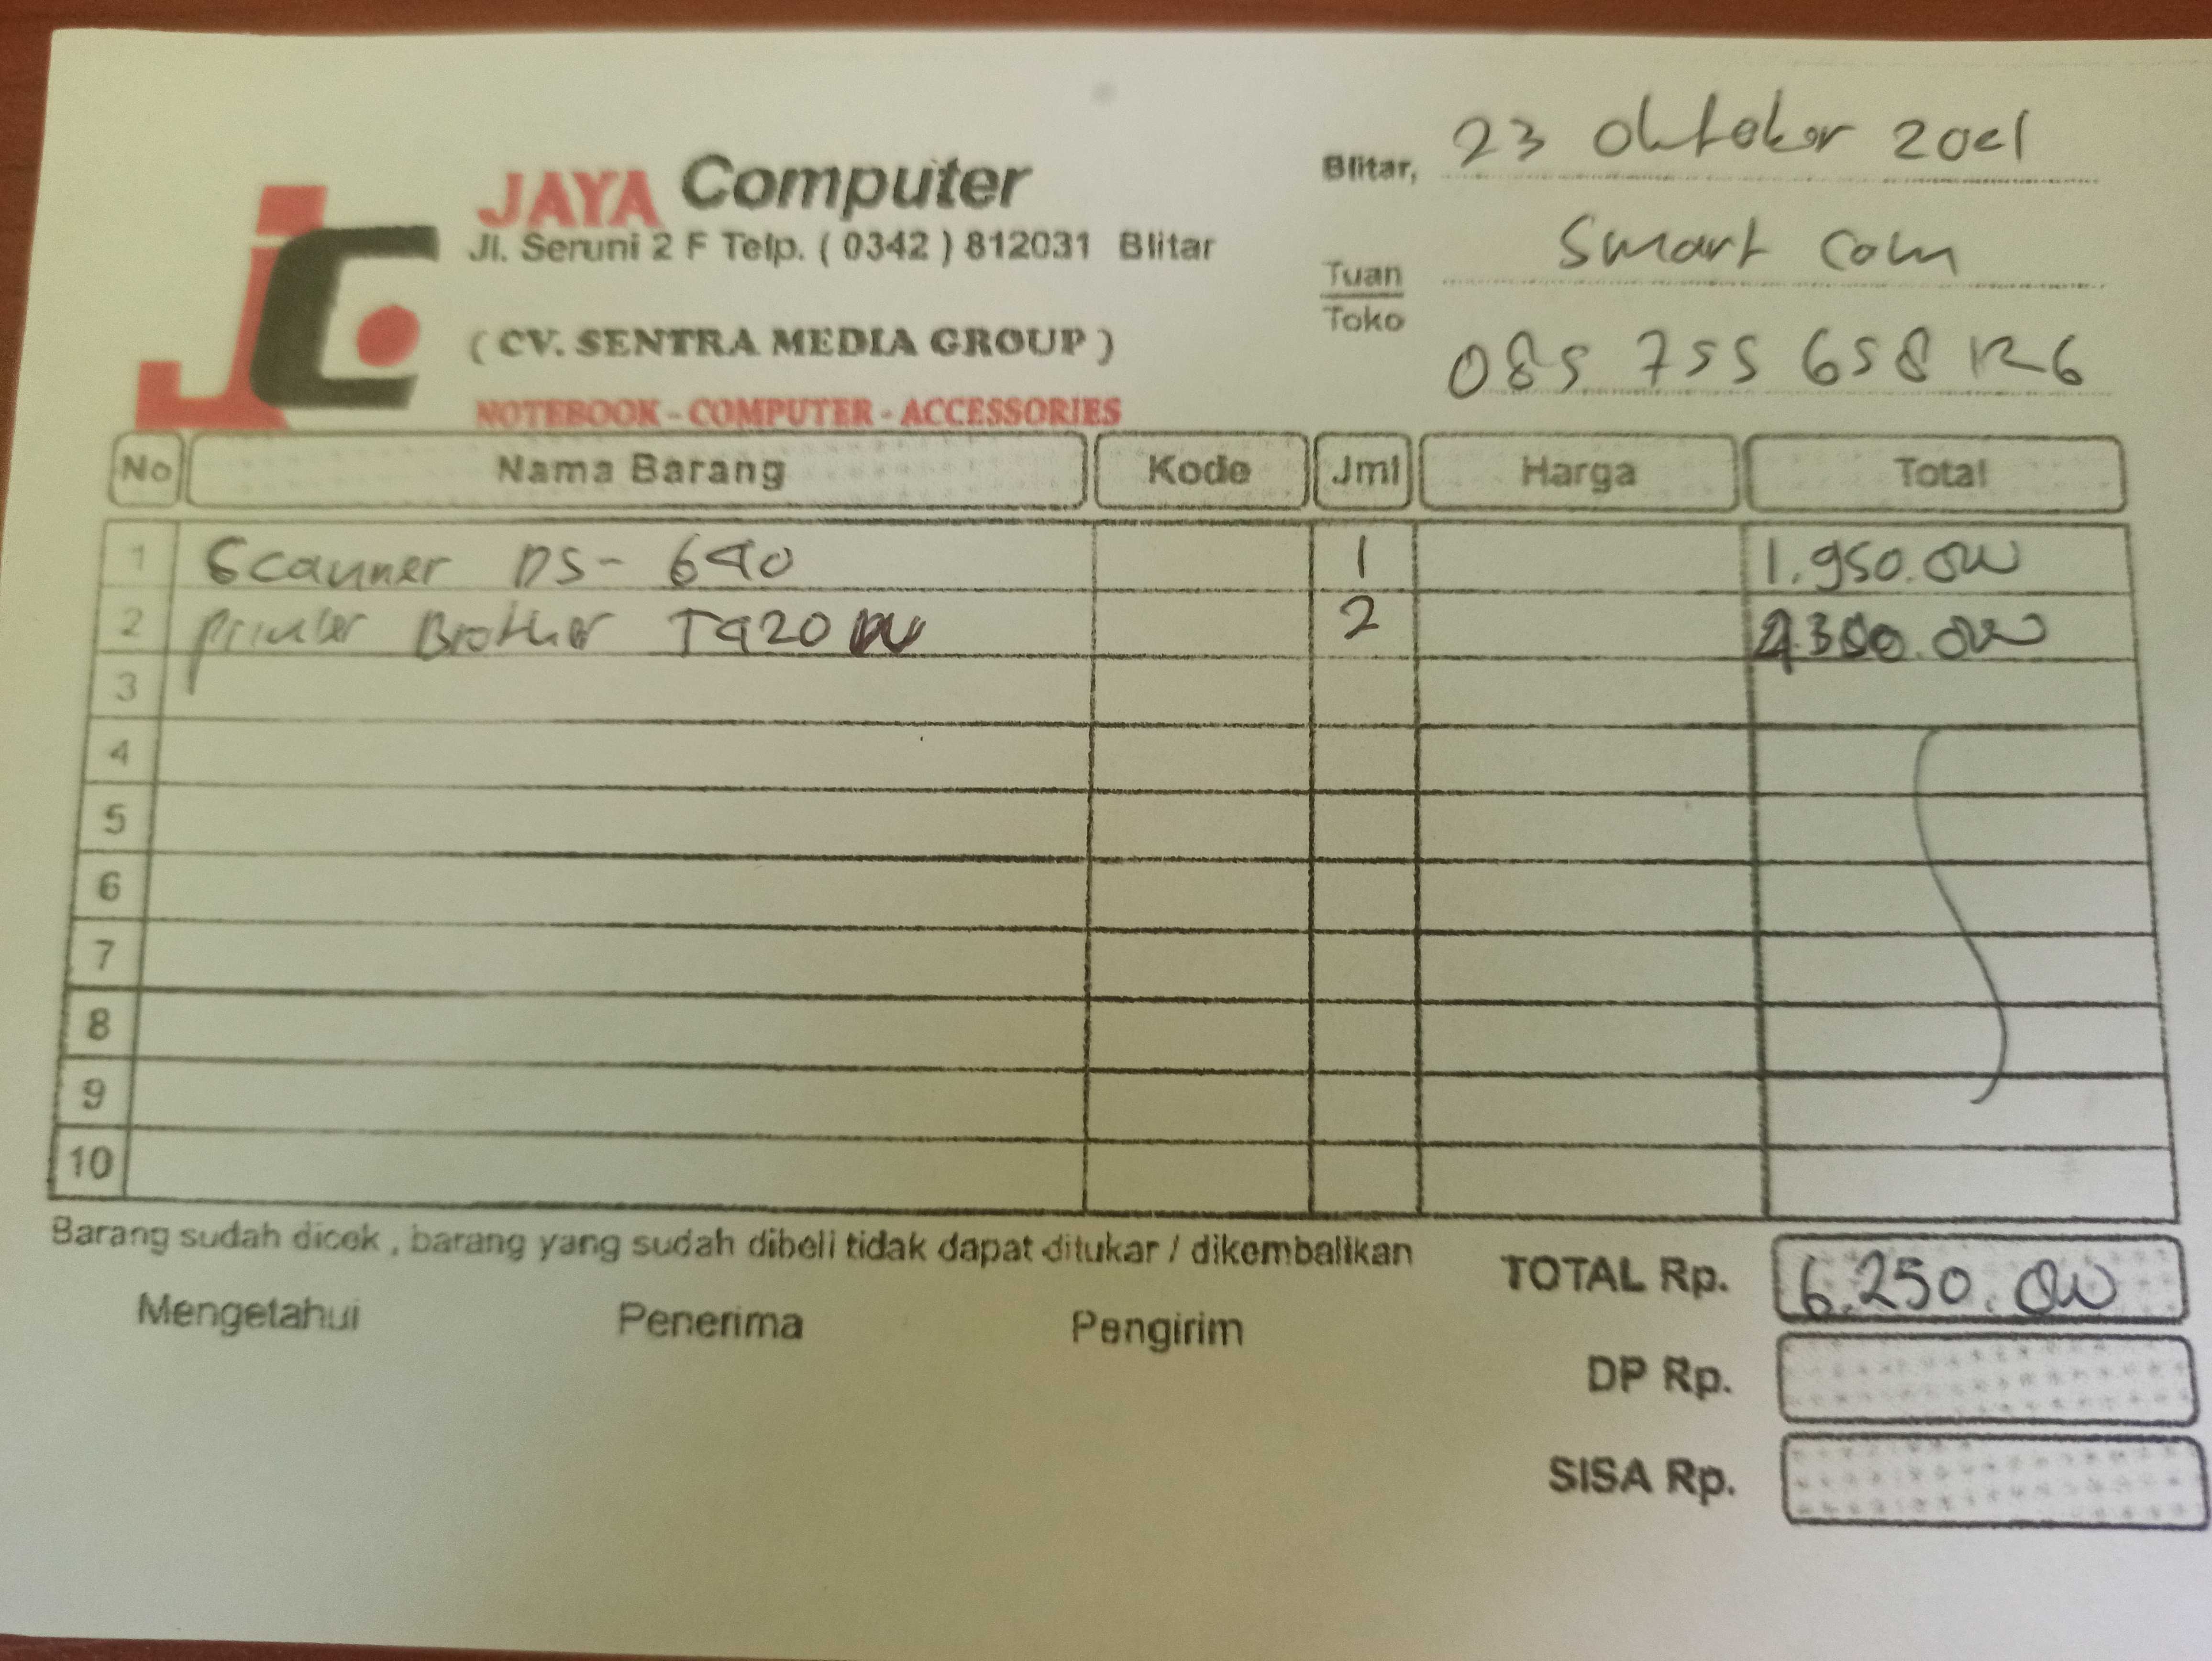 JAYA Computer
Jl. Seruni 2 F Telp. ( 0342 ) 812031 Blitar
( CV. SENTRA MEDIA GROUP )
NOTEBOOK - COMPUTER - ACCESSORIES
Blitar, 23 Oktober 2021
Tuan
Toko
Smart Com
085 755 658 126
No Nama Barang Kode Jml Harga Total
1 Scanner DS- 640 1 1.950.000
2 Printer Brother T420 W 2 4.300.000
3
4
5
6
7
8
9
10
Barang sudah dicek , barang yang sudah dibeli tidak dapat ditukar / dikembalikan
Mengetahui Penerima Pengirim
TOTAL Rp. 6.250.000
DP Rp.
SISA Rp.